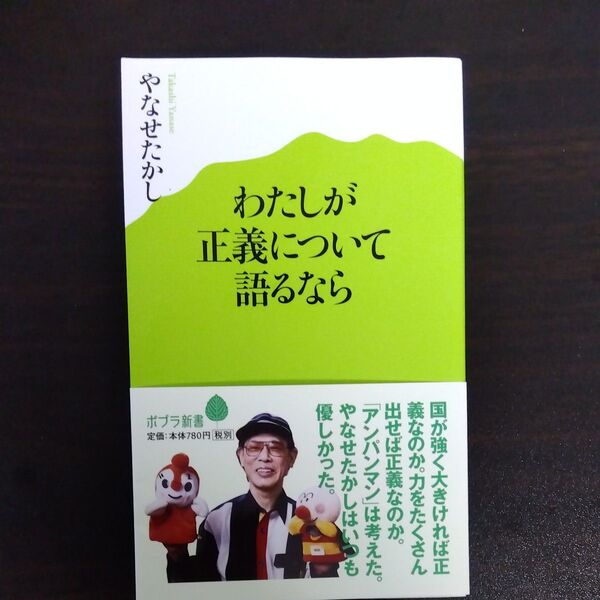 やなせたかし
Takashi Yanase
わたしが
正義について
語るなら
ポプラ新書
定価:本体780円 税別
国が強く大きければ正
義なのか。力をたくさん
出せば正義なのか。
「アンパンマン」は考えた。
やなせたかしはいつも
優しかった。